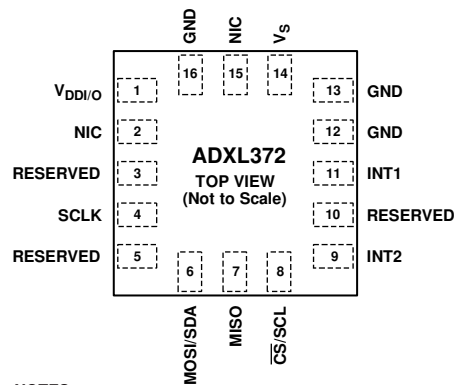 GND
NIC
VS
16
15
14
VDDI/O
1
13
GND
NIC
2
12
GND
ADXL372
TOP VIEW
(Not to Scale)
RESERVED
3
11
INT1
SCLK
4
10
RESERVED
RESERVED
5
9
INT2
6
7
8
MOSI/SDA
MISO
CS/SCL